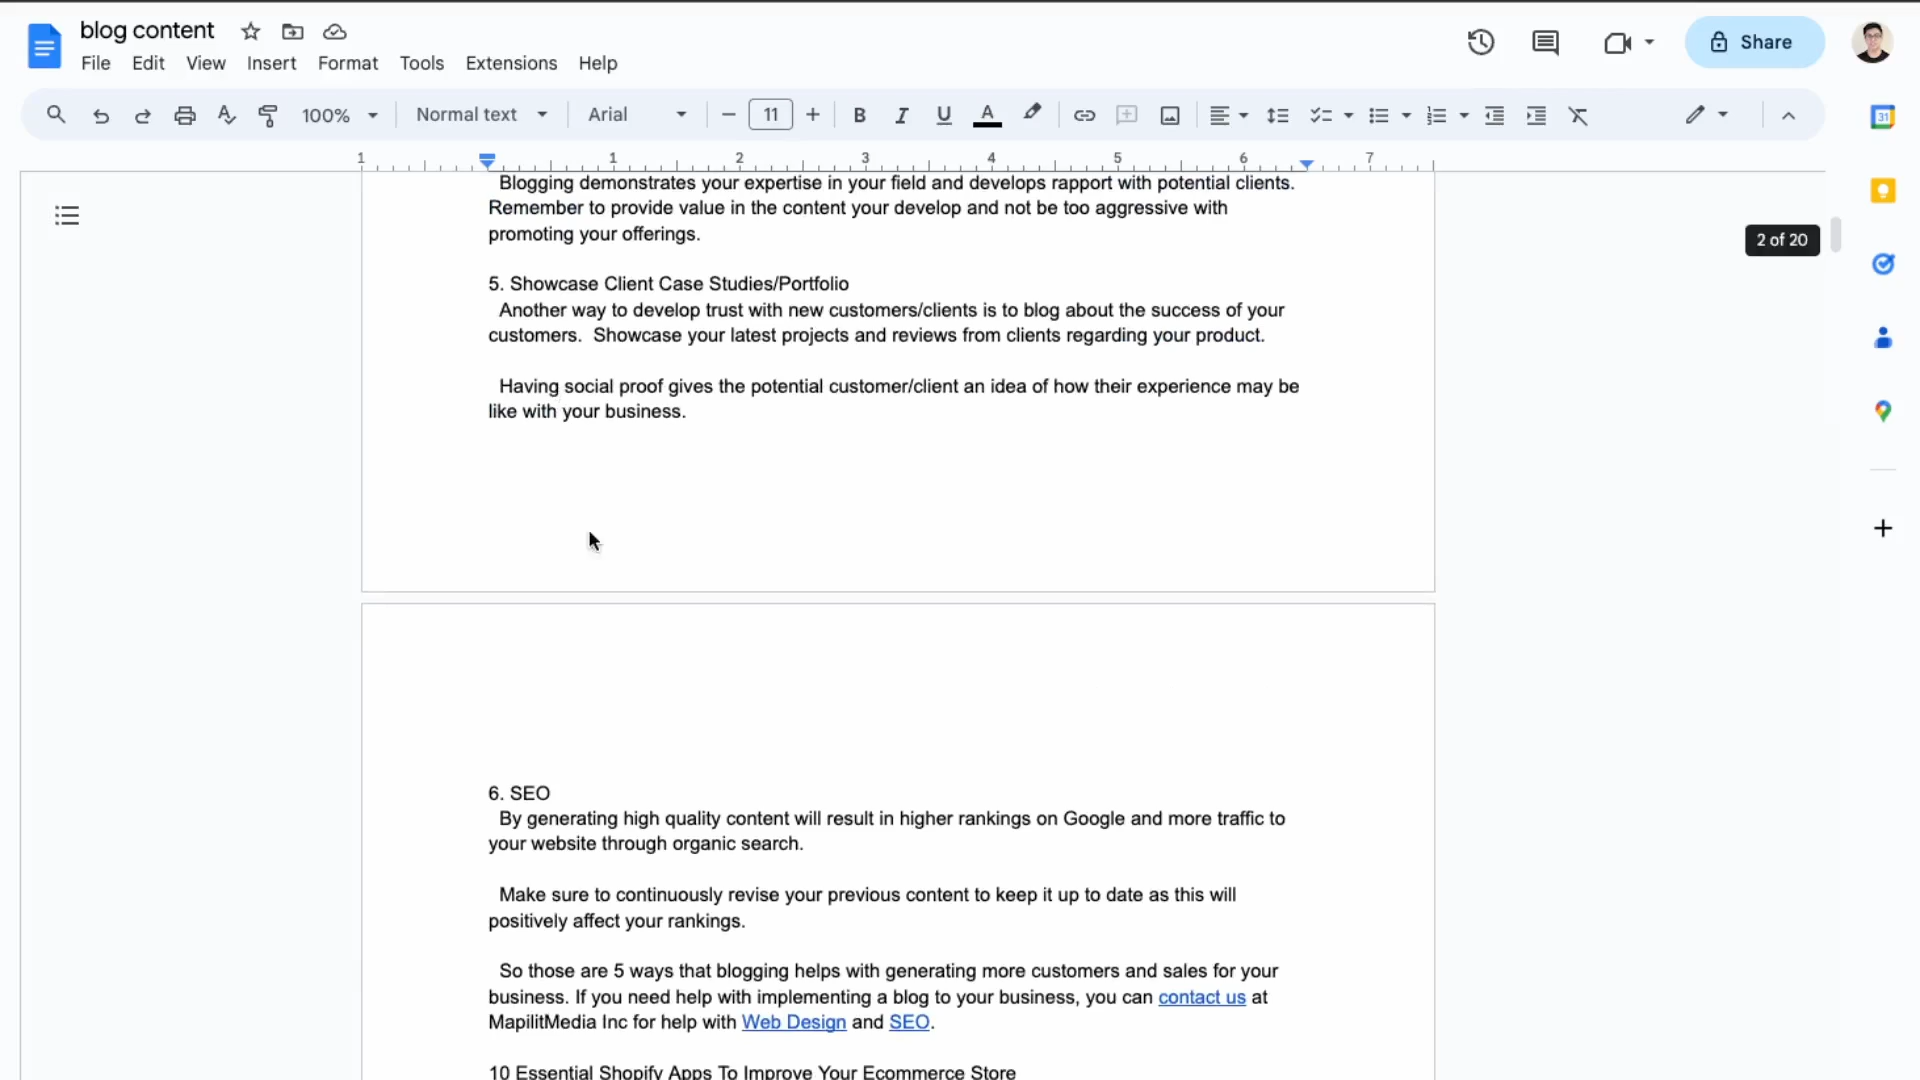 blog content
File Edit View Insert Format Tools Extensions Help
Share
100% Normal text Arial 11 B I U A
31
1 1 2 3 4 5 6 7
Blogging demonstrates your expertise in your field and develops rapport with potential clients.
Remember to provide value in the content your develop and not be too aggressive with
promoting your offerings.
2 of 20
5. Showcase Client Case Studies/Portfolio
Another way to develop trust with new customers/clients is to blog about the success of your
customers.  Showcase your latest projects and reviews from clients regarding your product.
Having social proof gives the potential customer/client an idea of how their experience may be
like with your business.
6. SEO
By generating high quality content will result in higher rankings on Google and more traffic to
your website through organic search.
Make sure to continuously revise your previous content to keep it up to date as this will
positively affect your rankings.
So those are 5 ways that blogging helps with generating more customers and sales for your
business. If you need help with implementing a blog to your business, you can contact us at
MapilitMedia Inc for help with Web Design and SEO.
10 Essential Shopify Apps To Improve Your Ecommerce Store